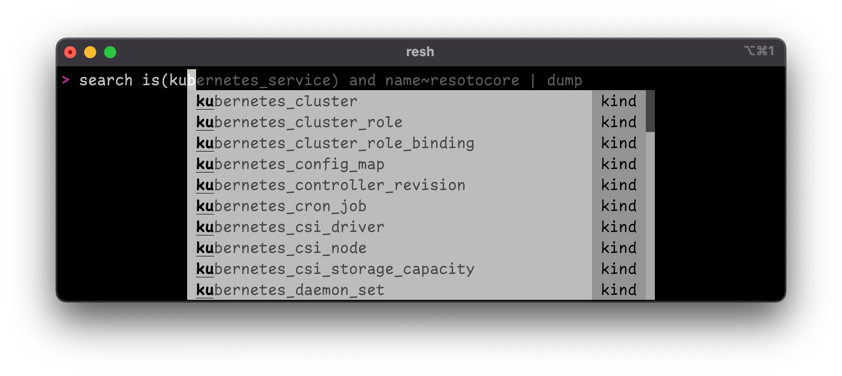 resh
⌥⌘1
> search is(kubernetes_service) and name~resotocore | dump
kubernetes_cluster kind
kubernetes_cluster_role kind
kubernetes_cluster_role_binding kind
kubernetes_config_map kind
kubernetes_controller_revision kind
kubernetes_cron_job kind
kubernetes_csi_driver kind
kubernetes_csi_node kind
kubernetes_csi_storage_capacity kind
kubernetes_daemon_set kind